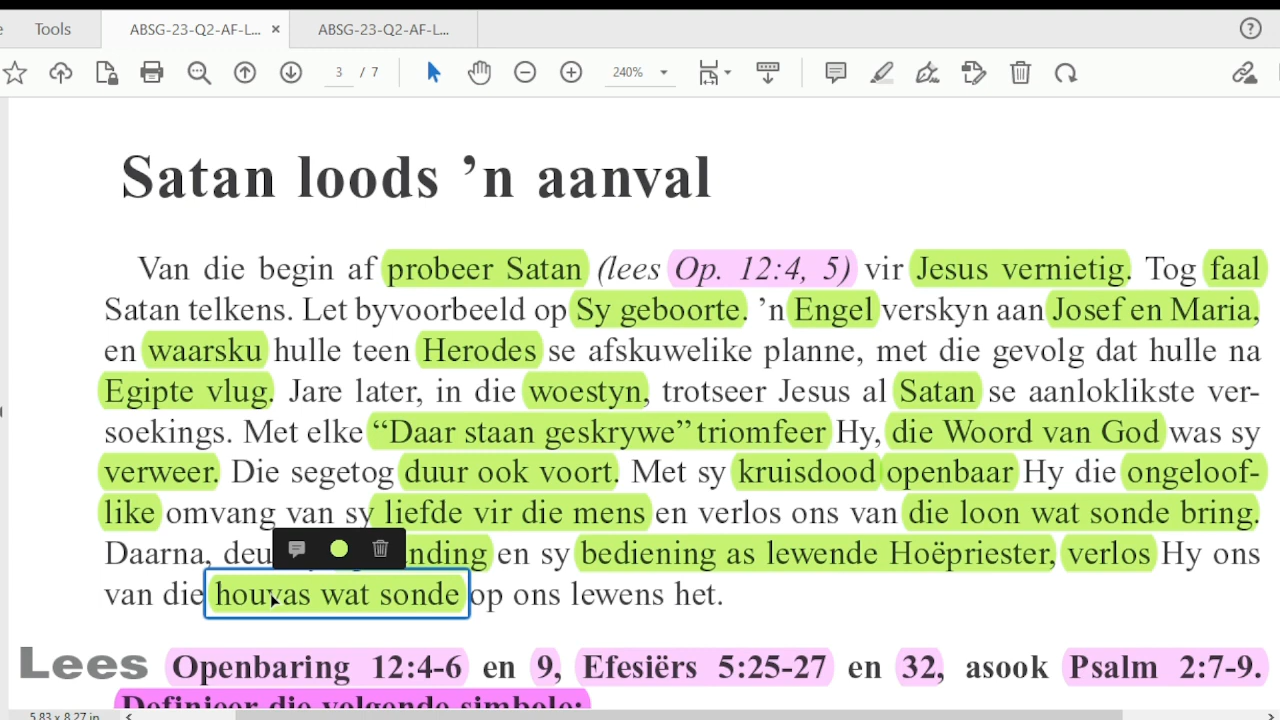 Tools
ABSG-23-Q2-AF-L... ×
ABSG-23-Q2-AF-L...
3 / 7
240%
Satan loods ’n aanval
Van die begin af probeer Satan (lees Op. 12:4, 5) vir Jesus vernietig. Tog faal
Satan telkens. Let byvoorbeeld op Sy geboorte. ’n Engel verskyn aan Josef en Maria,
en waarsku hulle teen Herodes se afskuwelike planne, met die gevolg dat hulle na
Egipte vlug. Jare later, in die woestyn, trotseer Jesus al Satan se aanloklikste ver-
soekings. Met elke “Daar staan geskrywe” triomfeer Hy, die Woord van God was sy
verweer. Die segetog duur ook voort. Met sy kruisdood openbaar Hy die ongeloof-
like omvang van sy liefde vir die mens en verlos ons van die loon wat sonde bring.
Daarna, en sy bediening as lewende Hoëpriester, verlos Hy ons
van die houvas wat sonde op ons lewens het.
Lees Openbaring 12:4-6 en 9, Efesiërs 5:25-27 en 32, asook Psalm 2:7-9.
Definieer die volgende simbole:
5,83 x 8,27 in